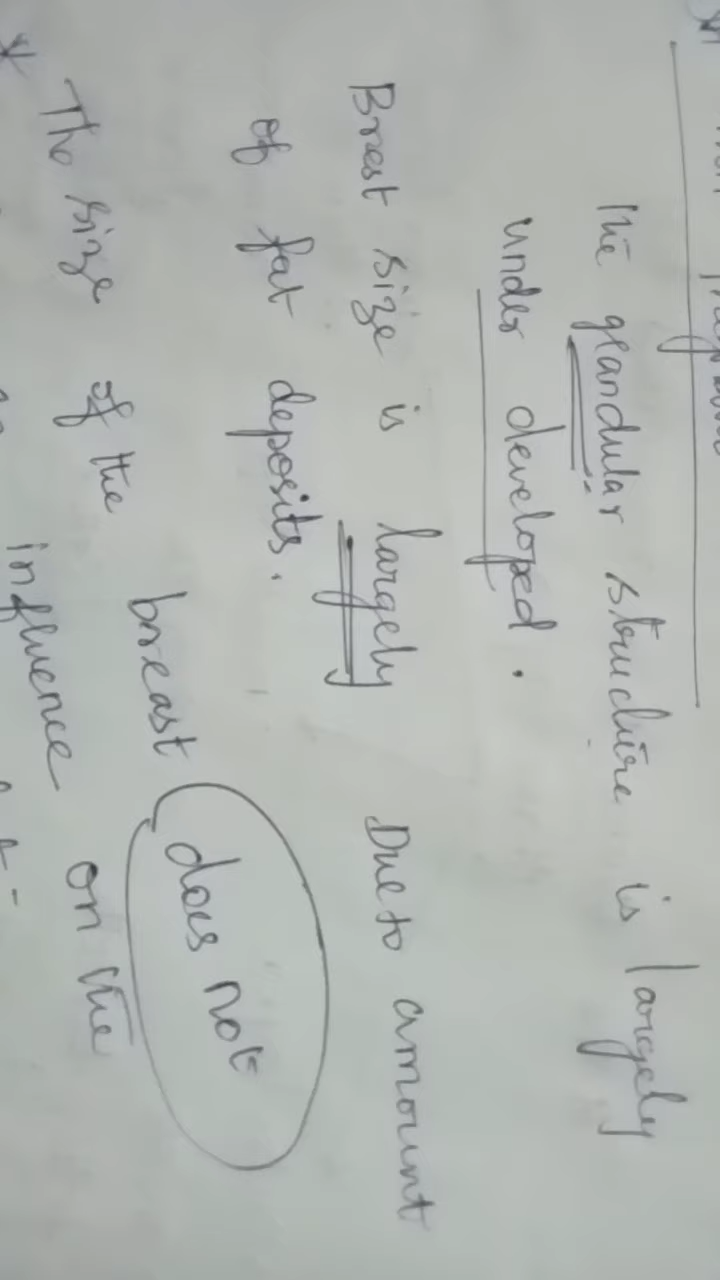 The glandular structure is largely
under developed.
Breast size is largely Due to amount
of fat deposits.
* The size of the breast does not
influence on the